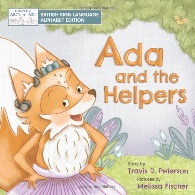 BRITISH SIGN LANGUAGE
ALPHABET EDITION
Ada
and the
Helpers
Story by
Travis D. Peterson
Pictures by
Melissa Fischer